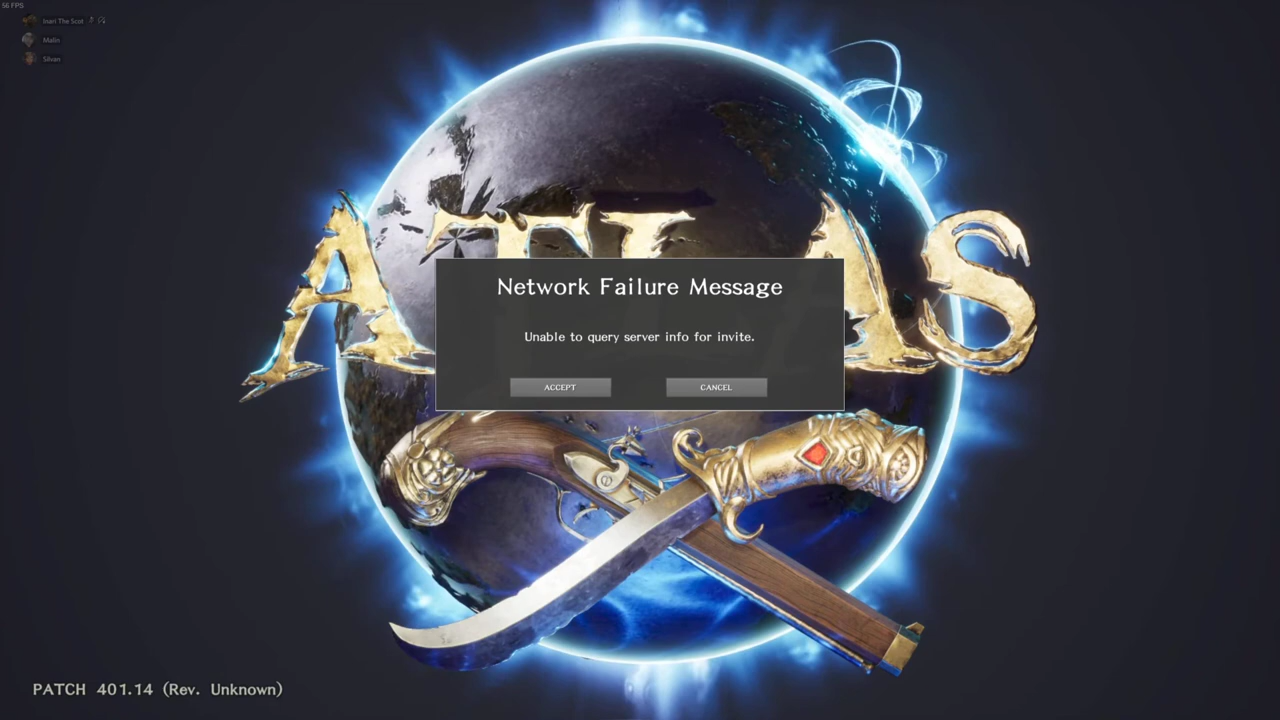 56 FPS
Inari The Scot
Malin
Silvan
ATLAS
Network Failure Message
Unable to query server info for invite.
ACCEPT CANCEL
PATCH 401.14 (Rev. Unknown)